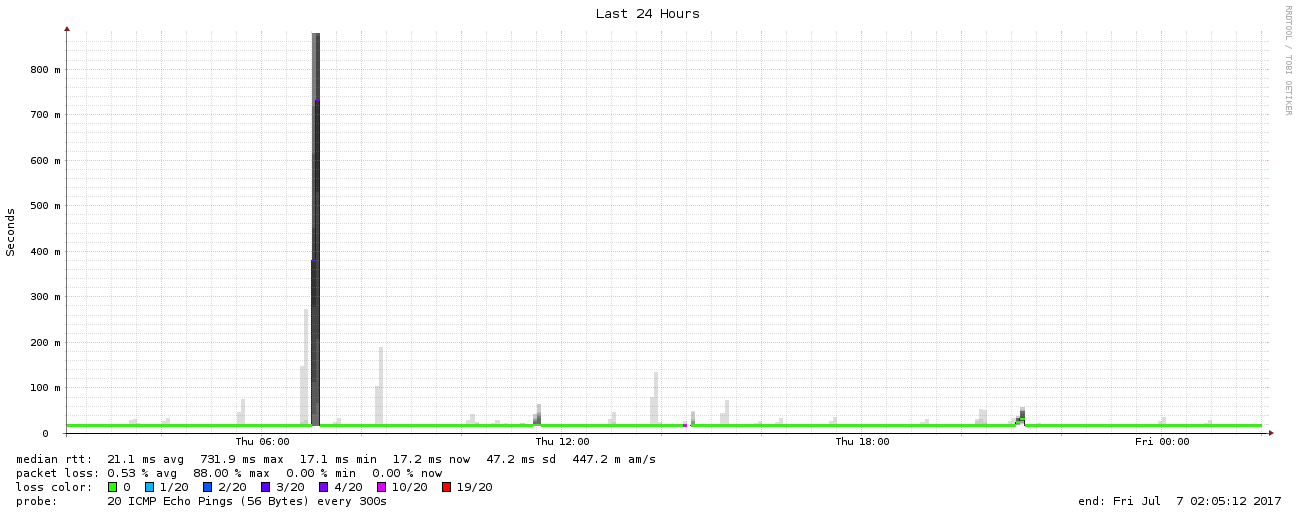 Last 24 Hours
RRDTOOL / TOBI OETIKER
Seconds
800 m
700 m
600 m
500 m
400 m
300 m
200 m
100 m
0
Thu 06:00 Thu 12:00 Thu 18:00 Fri 00:00
median rtt: 21.1 ms avg 731.9 ms max 17.1 ms min 17.2 ms now 47.2 ms sd 447.2 m am/s
packet loss: 0.53 % avg 88.00 % max 0.00 % min 0.00 % now
loss color: 0 1/20 2/20 3/20 4/20 10/20 19/20
probe: 20 ICMP Echo Pings (56 Bytes) every 300s end: Fri Jul 7 02:05:12 2017